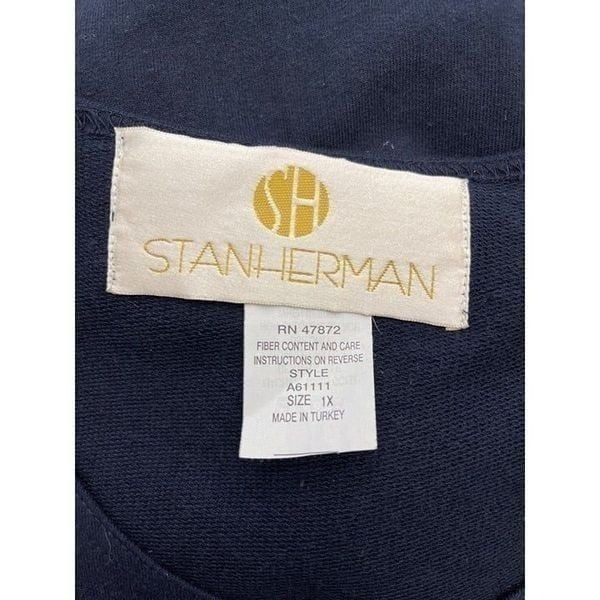 SH
STANHERMAN
RN 47872
FIBER CONTENT AND CARE
INSTRUCTIONS ON REVERSE
STYLE
A61111
SIZE 1X
MADE IN TURKEY